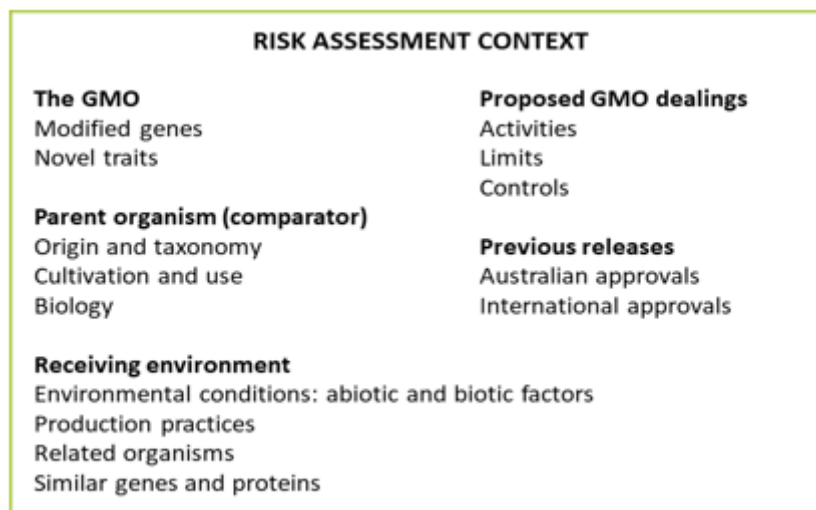 RISK ASSESSMENT CONTEXT
The GMO
Modified genes
Novel traits
Parent organism (comparator)
Origin and taxonomy
Cultivation and use
Biology
Proposed GMO dealings
Activities
Limits
Controls
Previous releases
Australian approvals
International approvals
Receiving environment
Environmental conditions: abiotic and biotic factors
Production practices
Related organisms
Similar genes and proteins